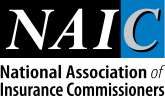 NAIC
National Association of
Insurance Commissioners